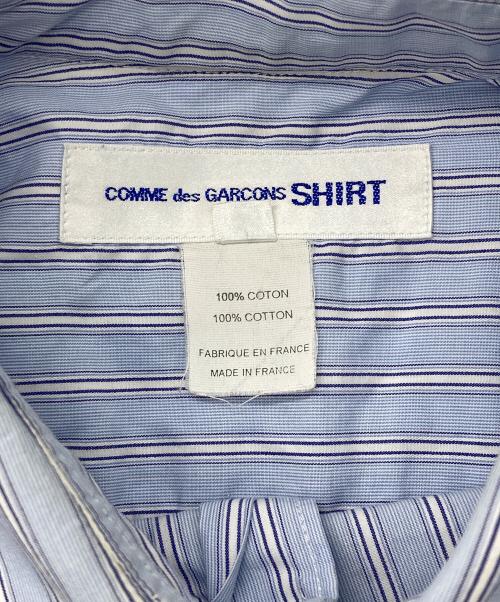 COMME des GARCONS SHIRT
100% COTON
100% COTTON
FABRIQUE EN FRANCE
MADE IN FRANCE